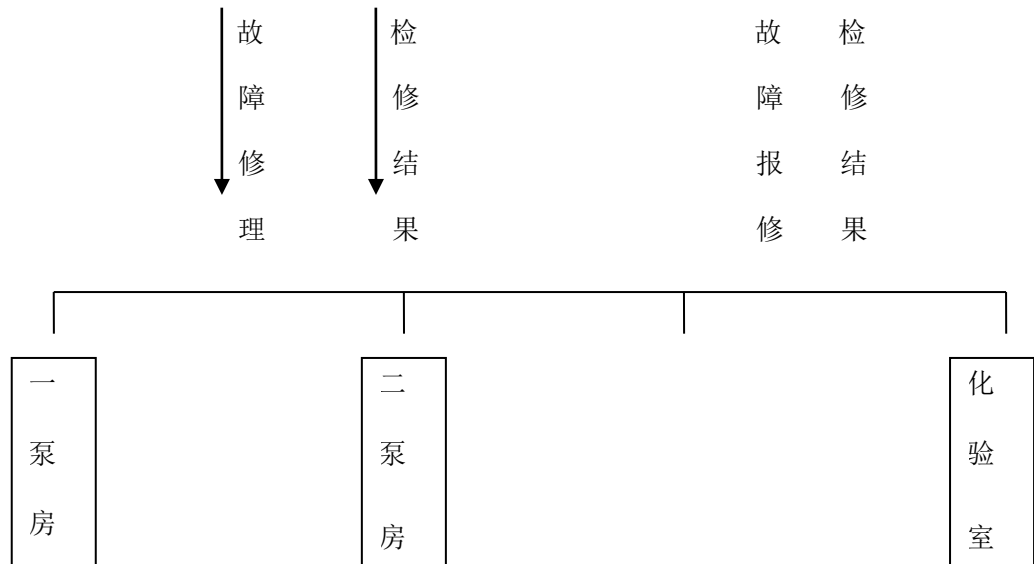 故障修理
检修结果
故障报修
检修结果
一泵房
二泵房
化验室